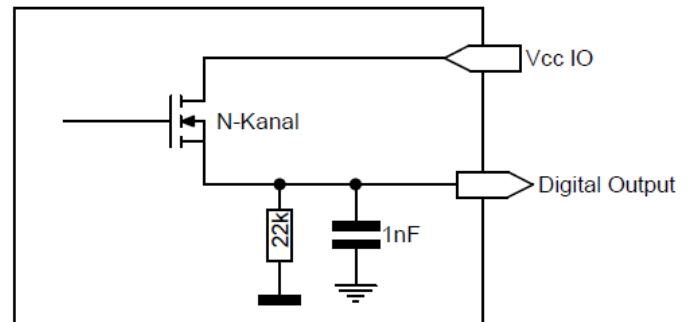 Vcc IO
N-Kanal
Digital Output
22k
1nF